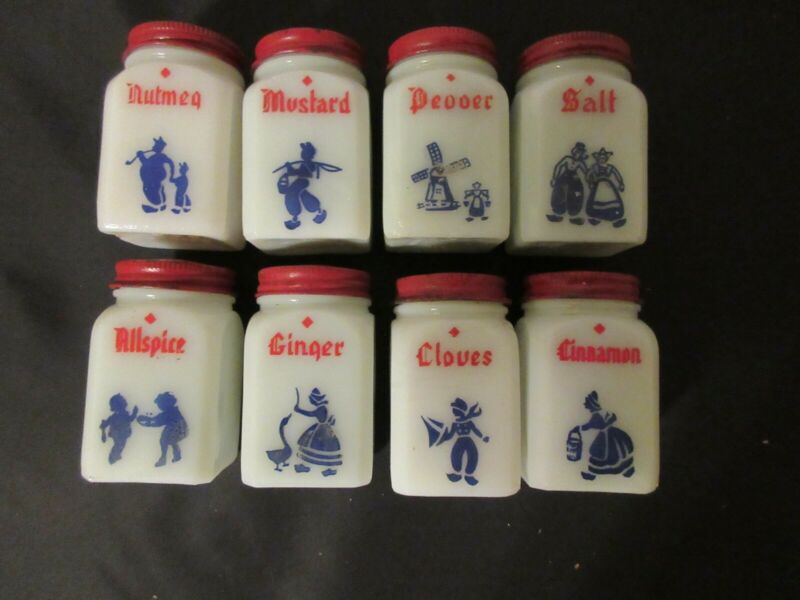 Nutmeg
Mustard
Pepper
Salt
Allspice
Ginger
Cloves
Cinnamon